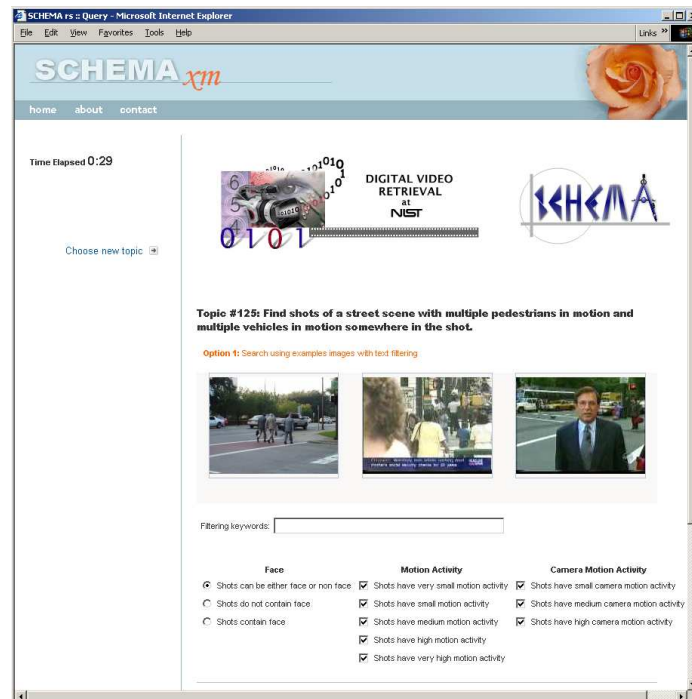 SCHEMA rs :: Query - Microsoft Internet Explorer
File Edit View Favorites Tools Help
Links »
SCHEMA xm
home about contact
Time Elapsed 0:29
Choose new topic
DIGITAL VIDEO
RETRIEVAL
at
NIST
0101
SCHEMA
Topic #125: Find shots of a street scene with multiple pedestrians in motion and
multiple vehicles in motion somewhere in the shot.
Option 1: Search using examples images with text filtering
Filtering keywords:
Face Motion Activity Camera Motion Activity
Shots can be either face or non face Shots have very small motion activity Shots have small camera motion activity
Shots do not contain face Shots have small motion activity Shots have medium camera motion activity
Shots contain face Shots have medium motion activity Shots have high camera motion activity
Shots have high motion activity
Shots have very high motion activity